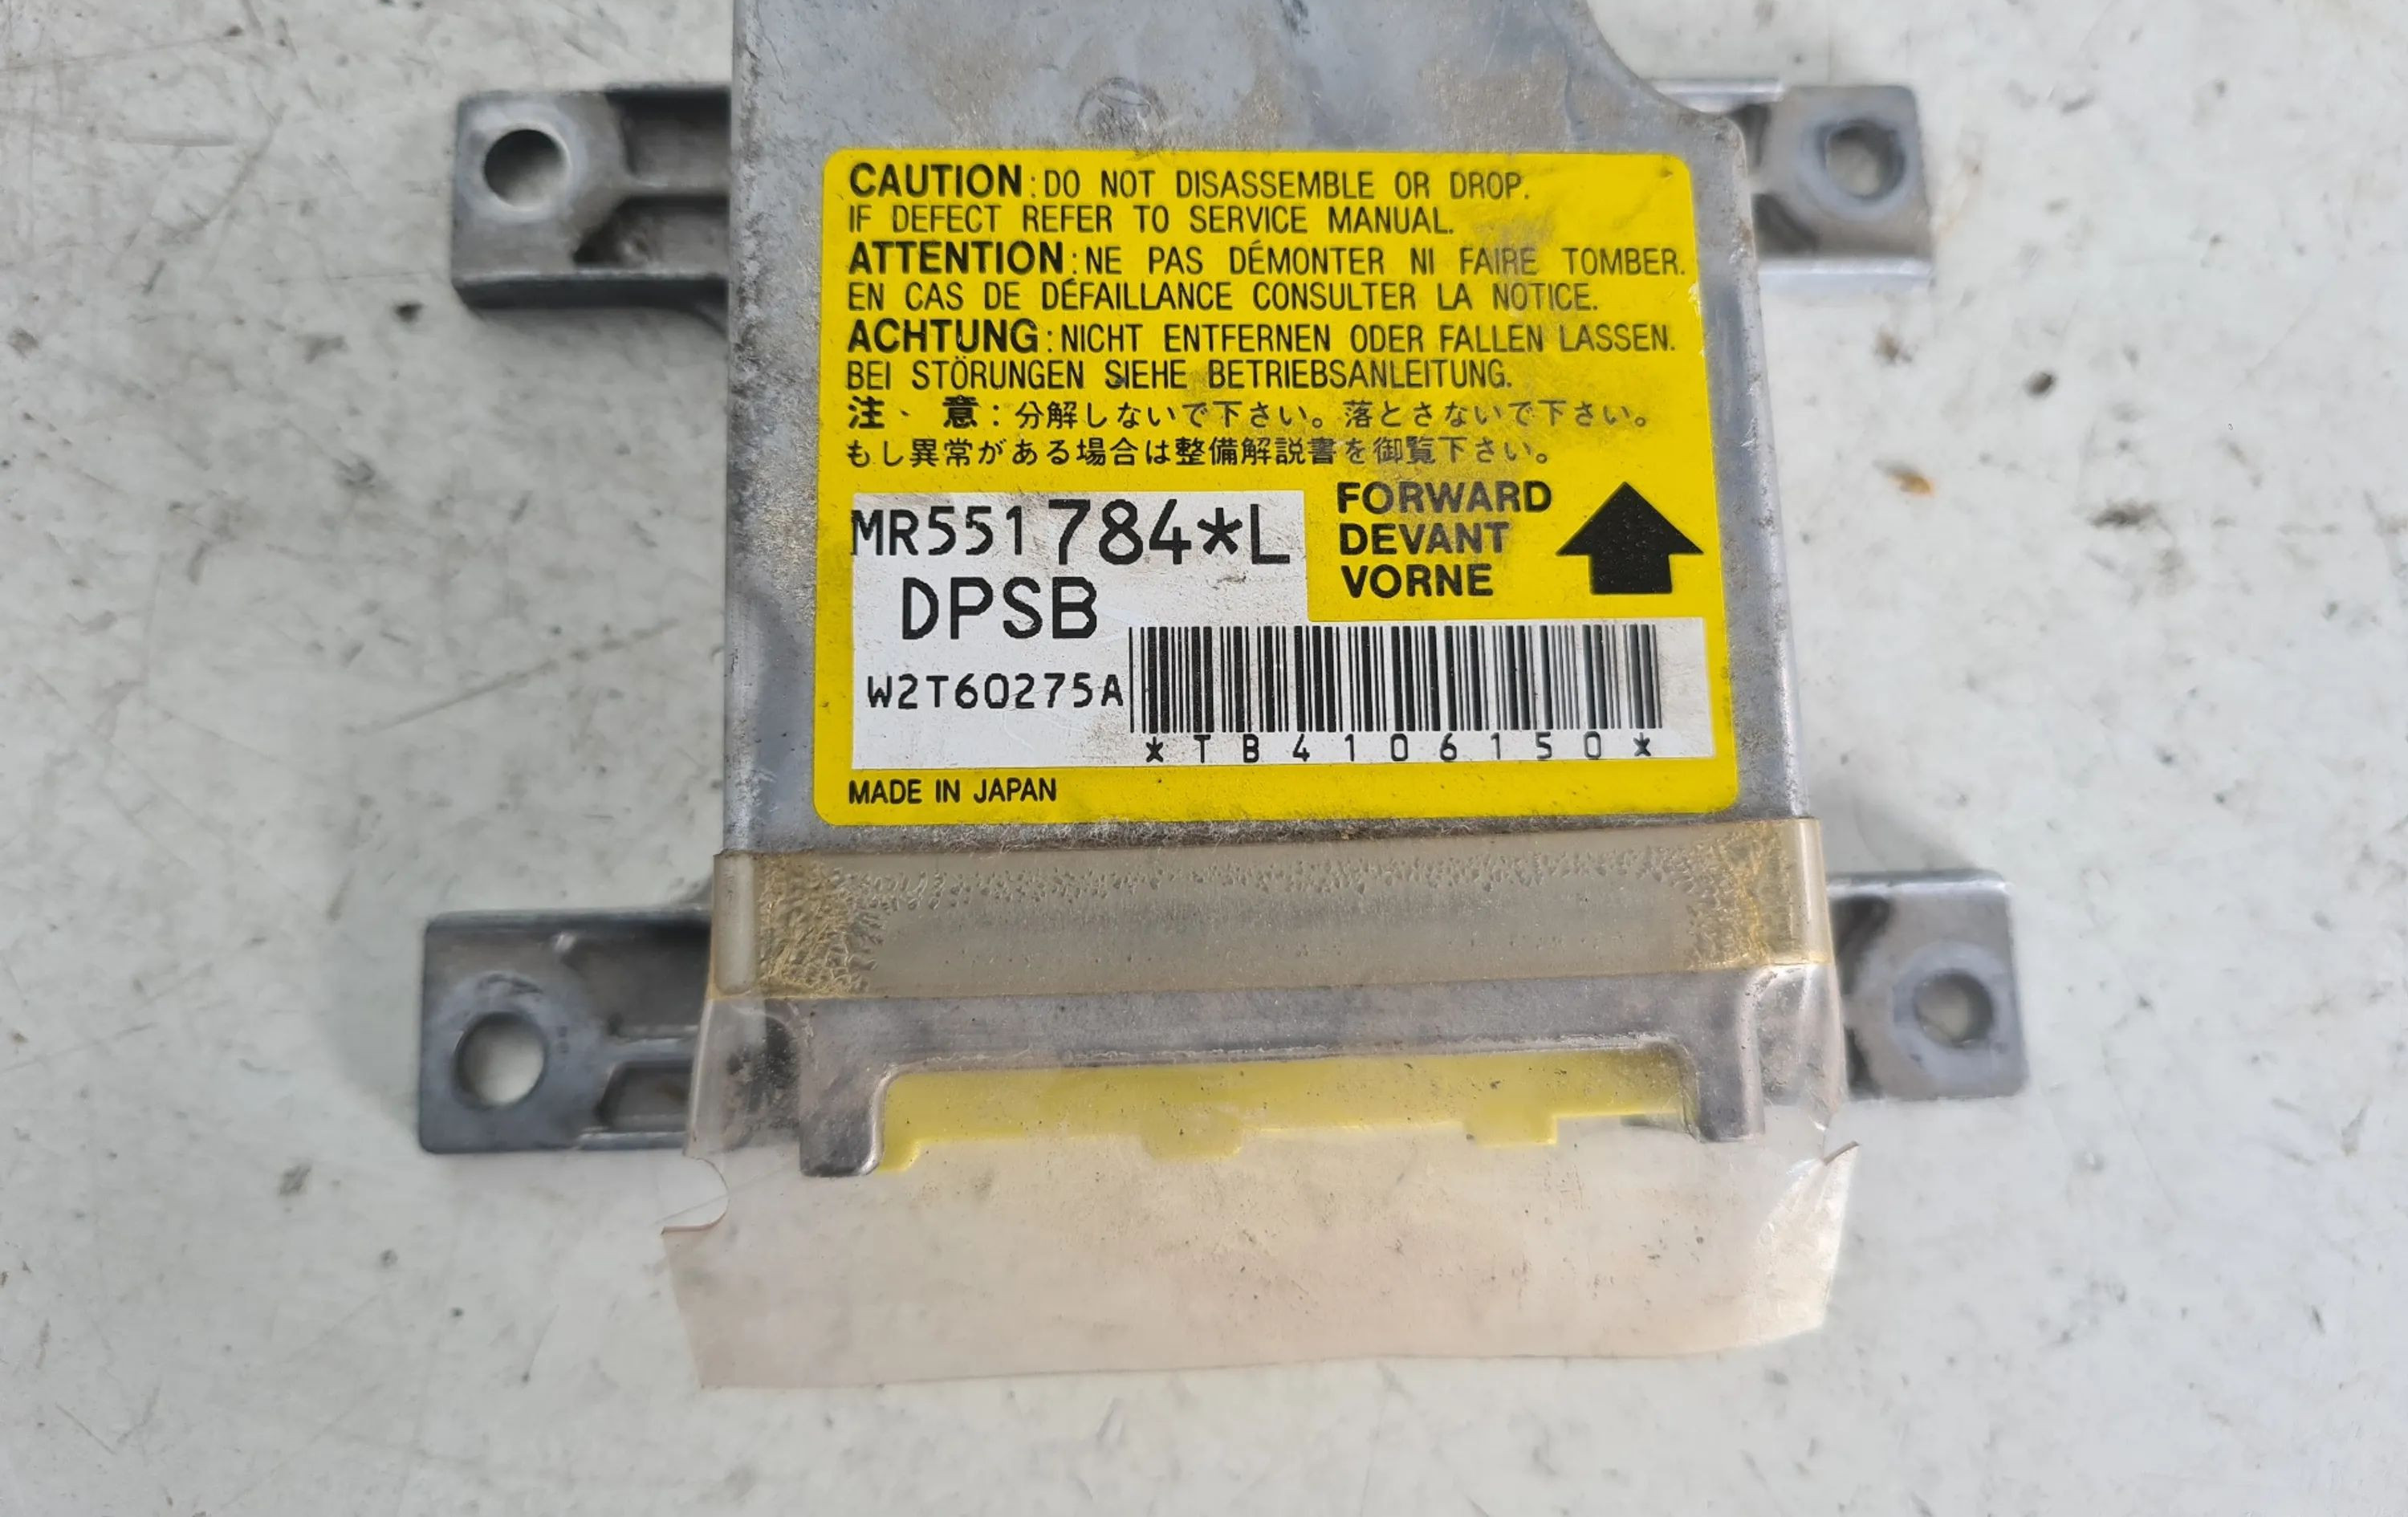 CAUTION:DO NOT DISASSEMBLE OR DROP.
IF DEFECT REFER TO SERVICE MANUAL.
ATTENTION:NE PAS DÉMONTER NI FAIRE TOMBER.
EN CAS DE DÉFAILLANCE CONSULTER LA NOTICE.
ACHTUNG:NICHT ENTFERNEN ODER FALLEN LASSEN.
BEI STÖRUNGEN SIEHE BETRIEBSANLEITUNG.
注、意:分解しないで下さい。落とさないで下さい。
もし異常がある場合は整備解説書を御覧下さい。
MR551784*L
DPSB
FORWARD
DEVANT
VORNE
W2T60275A
*TB4106150*
MADE IN JAPAN